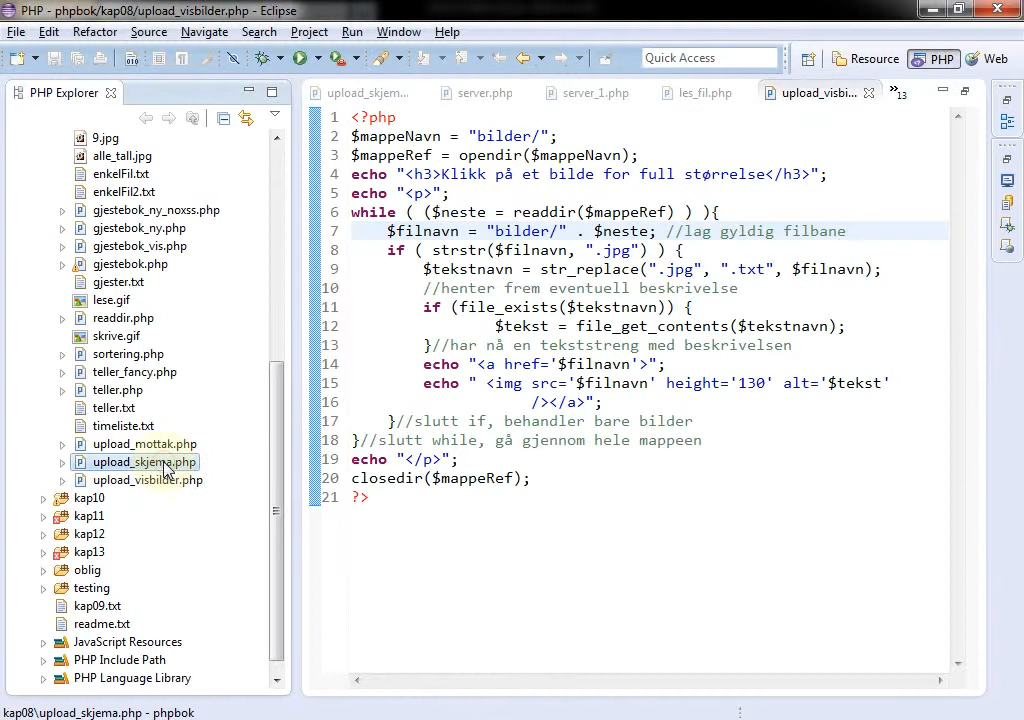 PHP - phpbok/kap08/upload_visbilder.php - Eclipse
File Edit Refactor Source Navigate Search Project Run Window Help
Quick Access
Resource PHP Web
PHP Explorer
9.jpg
alle_tall.jpg
enkelFil.txt
enkelFil2.txt
gjestebok_ny_noxss.php
gjestebok_ny.php
gjestebok_vis.php
gjestebok.php
gjester.txt
lese.gif
readdir.php
skrive.gif
sortering.php
teller_fancy.php
teller.php
teller.txt
timeliste.txt
upload_mottak.php
upload_skjema.php
upload_visbilder.php
kap10
kap11
kap12
kap13
oblig
testing
kap09.txt
readme.txt
JavaScript Resources
PHP Include Path
PHP Language Library
upload_skjem... server.php server_1.php les_fil.php upload_visbi... »13
1 <?php
2 $mappeNavn = "bilder/";
3 $mappeRef = opendir($mappeNavn);
4 echo "<h3>Klikk på et bilde for full størrelse</h3>";
5 echo "<p>";
6 while ( ($neste = readdir($mappeRef) ) ){
7 $filnavn = "bilder/" . $neste; //lag gyldig filbane
8 if ( strstr($filnavn, ".jpg") ) {
9 $tekstnavn = str_replace(".jpg", ".txt", $filnavn);
10 //henter frem eventuell beskrivelse
11 if (file_exists($tekstnavn)) {
12 $tekst = file_get_contents($tekstnavn);
13 }//har nå en tekststreng med beskrivelsen
14 echo "<a href='$filnavn'>";
15 echo " <img src='$filnavn' height='130' alt='$tekst'
16 /></a>";
17 }//slutt if, behandler bare bilder
18 }//slutt while, gå gjennom hele mappeen
19 echo "</p>";
20 closedir($mappeRef);
21 ?>
kap08\upload_skjema.php - phpbok